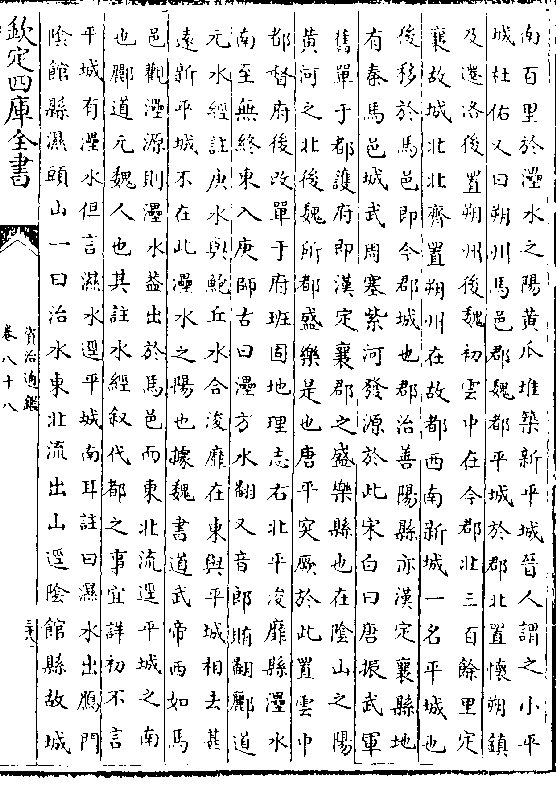 南百里於㶟水之陽黄瓜堆築新平城晉人謂之小平
城杜佑又曰朔州馬邑郡魏都平城於郡北置懷朔鎮
及遷洛後置朔州後魏初雲中在今郡北三百餘里定
襄故城北北齊置朔州在故都西南新城一名平城也
後移於馬邑即今郡城也郡治善陽縣亦漢定襄縣地
有秦馬邑城武周塞紫河發源於此宋白曰唐振武軍
舊單于都護府即漢定襄郡之盛樂縣也在隂山之陽
黄河之北後魏所都盛樂是也唐平突厥於此置雲中
都督府後改單于府班固地理志右北平浚靡縣㶟水
南至無終東入庚師古曰㶟方水翻又音郎賄翻酈道
元水經註庚水與鮑丘水合浚靡在東與平城相去甚
遠新平城不在此㶟水之陽也據魏書道武帝西如馬
邑觀㶟源則㶟水葢出於馬邑而東北流逕平城之南
也酈道元魏人也其註水經叙代都之事宜詳初不言
平城有㶟水但言濕水逕平城南耳註曰濕水出鴈門
隂館縣濕頭山一曰治水東北流出山逕隂館縣故城
欽定四庫全書
資治通鑑
卷八十八